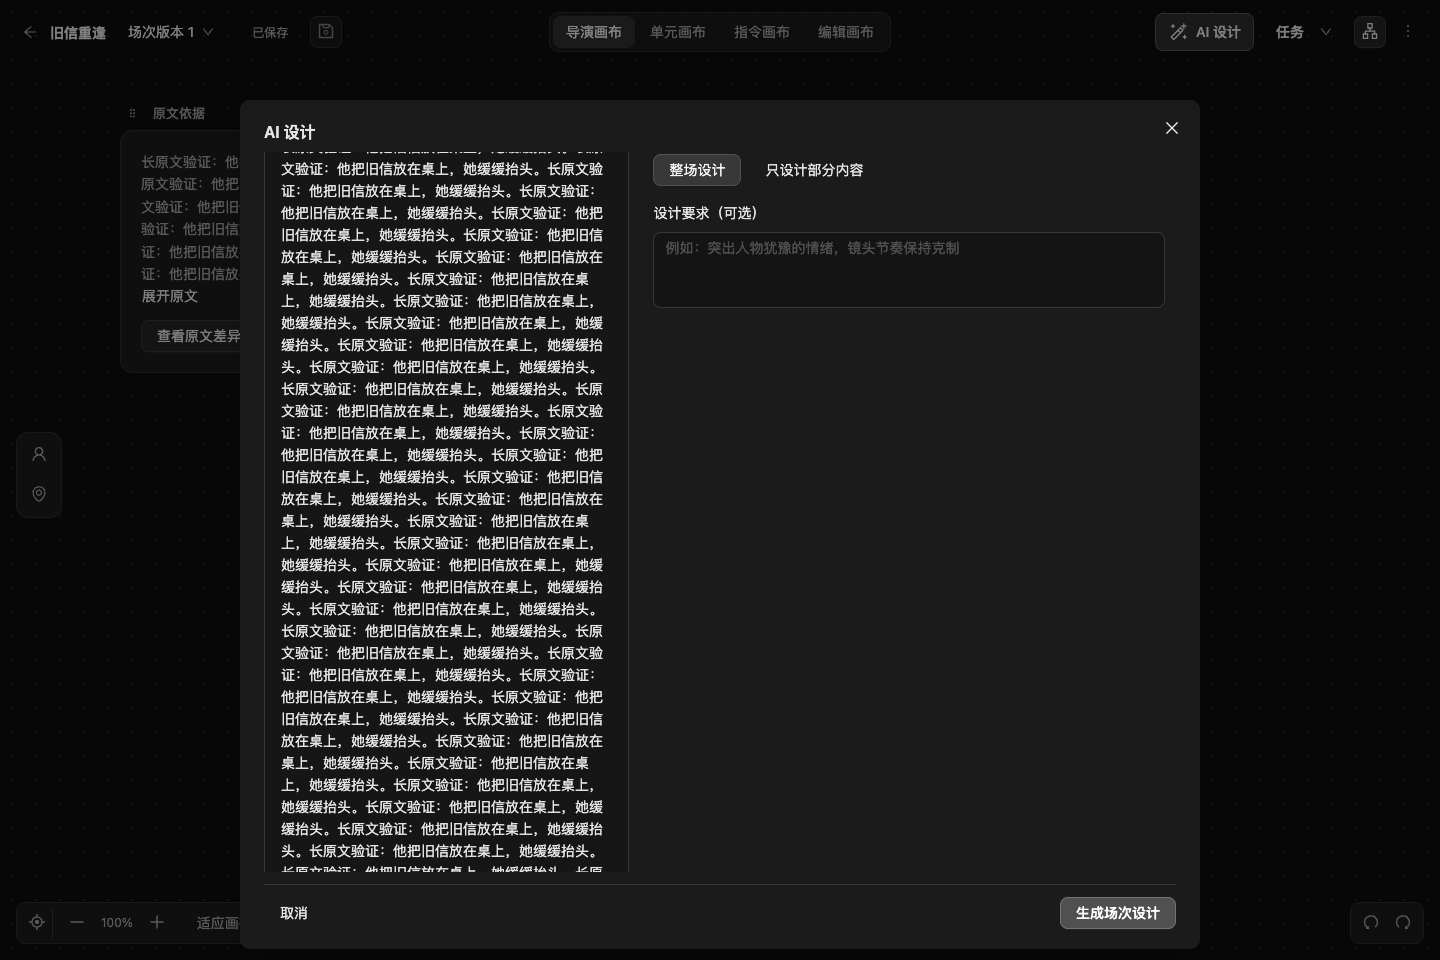 旧信重逢
场次版本 1
已保存
导演画布
单元画布
指令画布
编辑画布
AI 设计
任务
原文依据
长原文验证：他
原文验证：他把
文验证：他把旧
验证：他把旧信
证：他把旧信放
证：他把旧信放
展开原文
查看原文差异
AI 设计
文验证：他把旧信放在桌上，她缓缓抬头。长原文验
证：他把旧信放在桌上，她缓缓抬头。长原文验证：
他把旧信放在桌上，她缓缓抬头。长原文验证：他把
旧信放在桌上，她缓缓抬头。长原文验证：他把旧信
放在桌上，她缓缓抬头。长原文验证：他把旧信放在
桌上，她缓缓抬头。长原文验证：他把旧信放在桌
上，她缓缓抬头。长原文验证：他把旧信放在桌上，
她缓缓抬头。长原文验证：他把旧信放在桌上，她缓
缓抬头。长原文验证：他把旧信放在桌上，她缓缓抬
头。长原文验证：他把旧信放在桌上，她缓缓抬头。
长原文验证：他把旧信放在桌上，她缓缓抬头。长原
文验证：他把旧信放在桌上，她缓缓抬头。长原文验
证：他把旧信放在桌上，她缓缓抬头。长原文验证：
他把旧信放在桌上，她缓缓抬头。长原文验证：他把
旧信放在桌上，她缓缓抬头。长原文验证：他把旧信
放在桌上，她缓缓抬头。长原文验证：他把旧信放在
桌上，她缓缓抬头。长原文验证：他把旧信放在桌
上，她缓缓抬头。长原文验证：他把旧信放在桌上，
她缓缓抬头。长原文验证：他把旧信放在桌上，她缓
缓抬头。长原文验证：他把旧信放在桌上，她缓缓抬
头。长原文验证：他把旧信放在桌上，她缓缓抬头。
长原文验证：他把旧信放在桌上，她缓缓抬头。长原
文验证：他把旧信放在桌上，她缓缓抬头。长原文验
证：他把旧信放在桌上，她缓缓抬头。长原文验证：
他把旧信放在桌上，她缓缓抬头。长原文验证：他把
旧信放在桌上，她缓缓抬头。长原文验证：他把旧信
放在桌上，她缓缓抬头。长原文验证：他把旧信放在
桌上，她缓缓抬头。长原文验证：他把旧信放在桌
上，她缓缓抬头。长原文验证：他把旧信放在桌上，
她缓缓抬头。长原文验证：他把旧信放在桌上，她缓
缓抬头。长原文验证：他把旧信放在桌上，她缓缓抬
头。长原文验证：他把旧信放在桌上，她缓缓抬头。
整场设计
只设计部分内容
设计要求（可选）
例如：突出人物犹豫的情绪，镜头节奏保持克制
取消
生成场次设计
100%
适应画